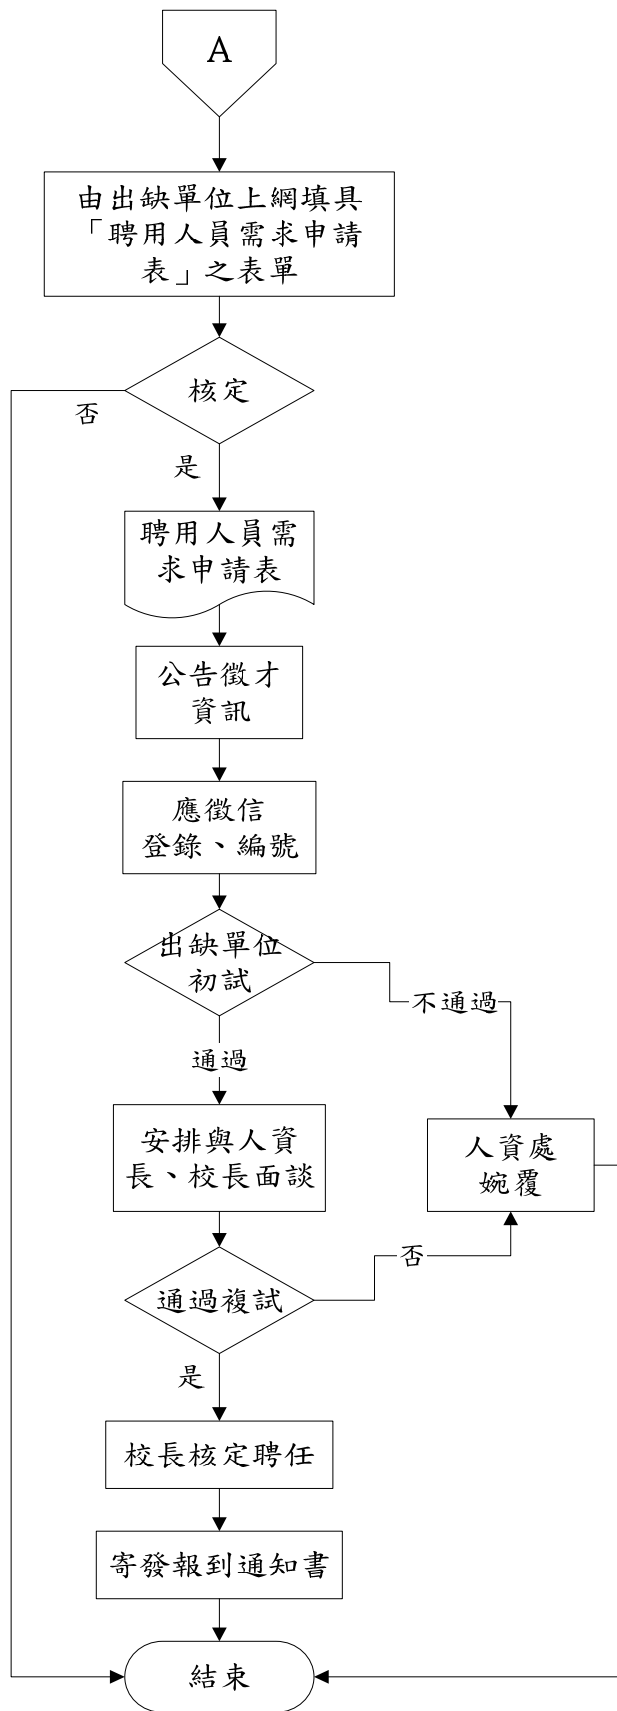 A
由出缺單位上網填具
「聘用人員需求申請
表」之表單
核定
否
是
聘用人員需
求申請表
公告徵才
資訊
應徵信
登錄、編號
出缺單位
初試
不通過
通過
安排與人資
長、校長面談
人資處
婉覆
通過複試
否
是
校長核定聘任
寄發報到通知書
結束